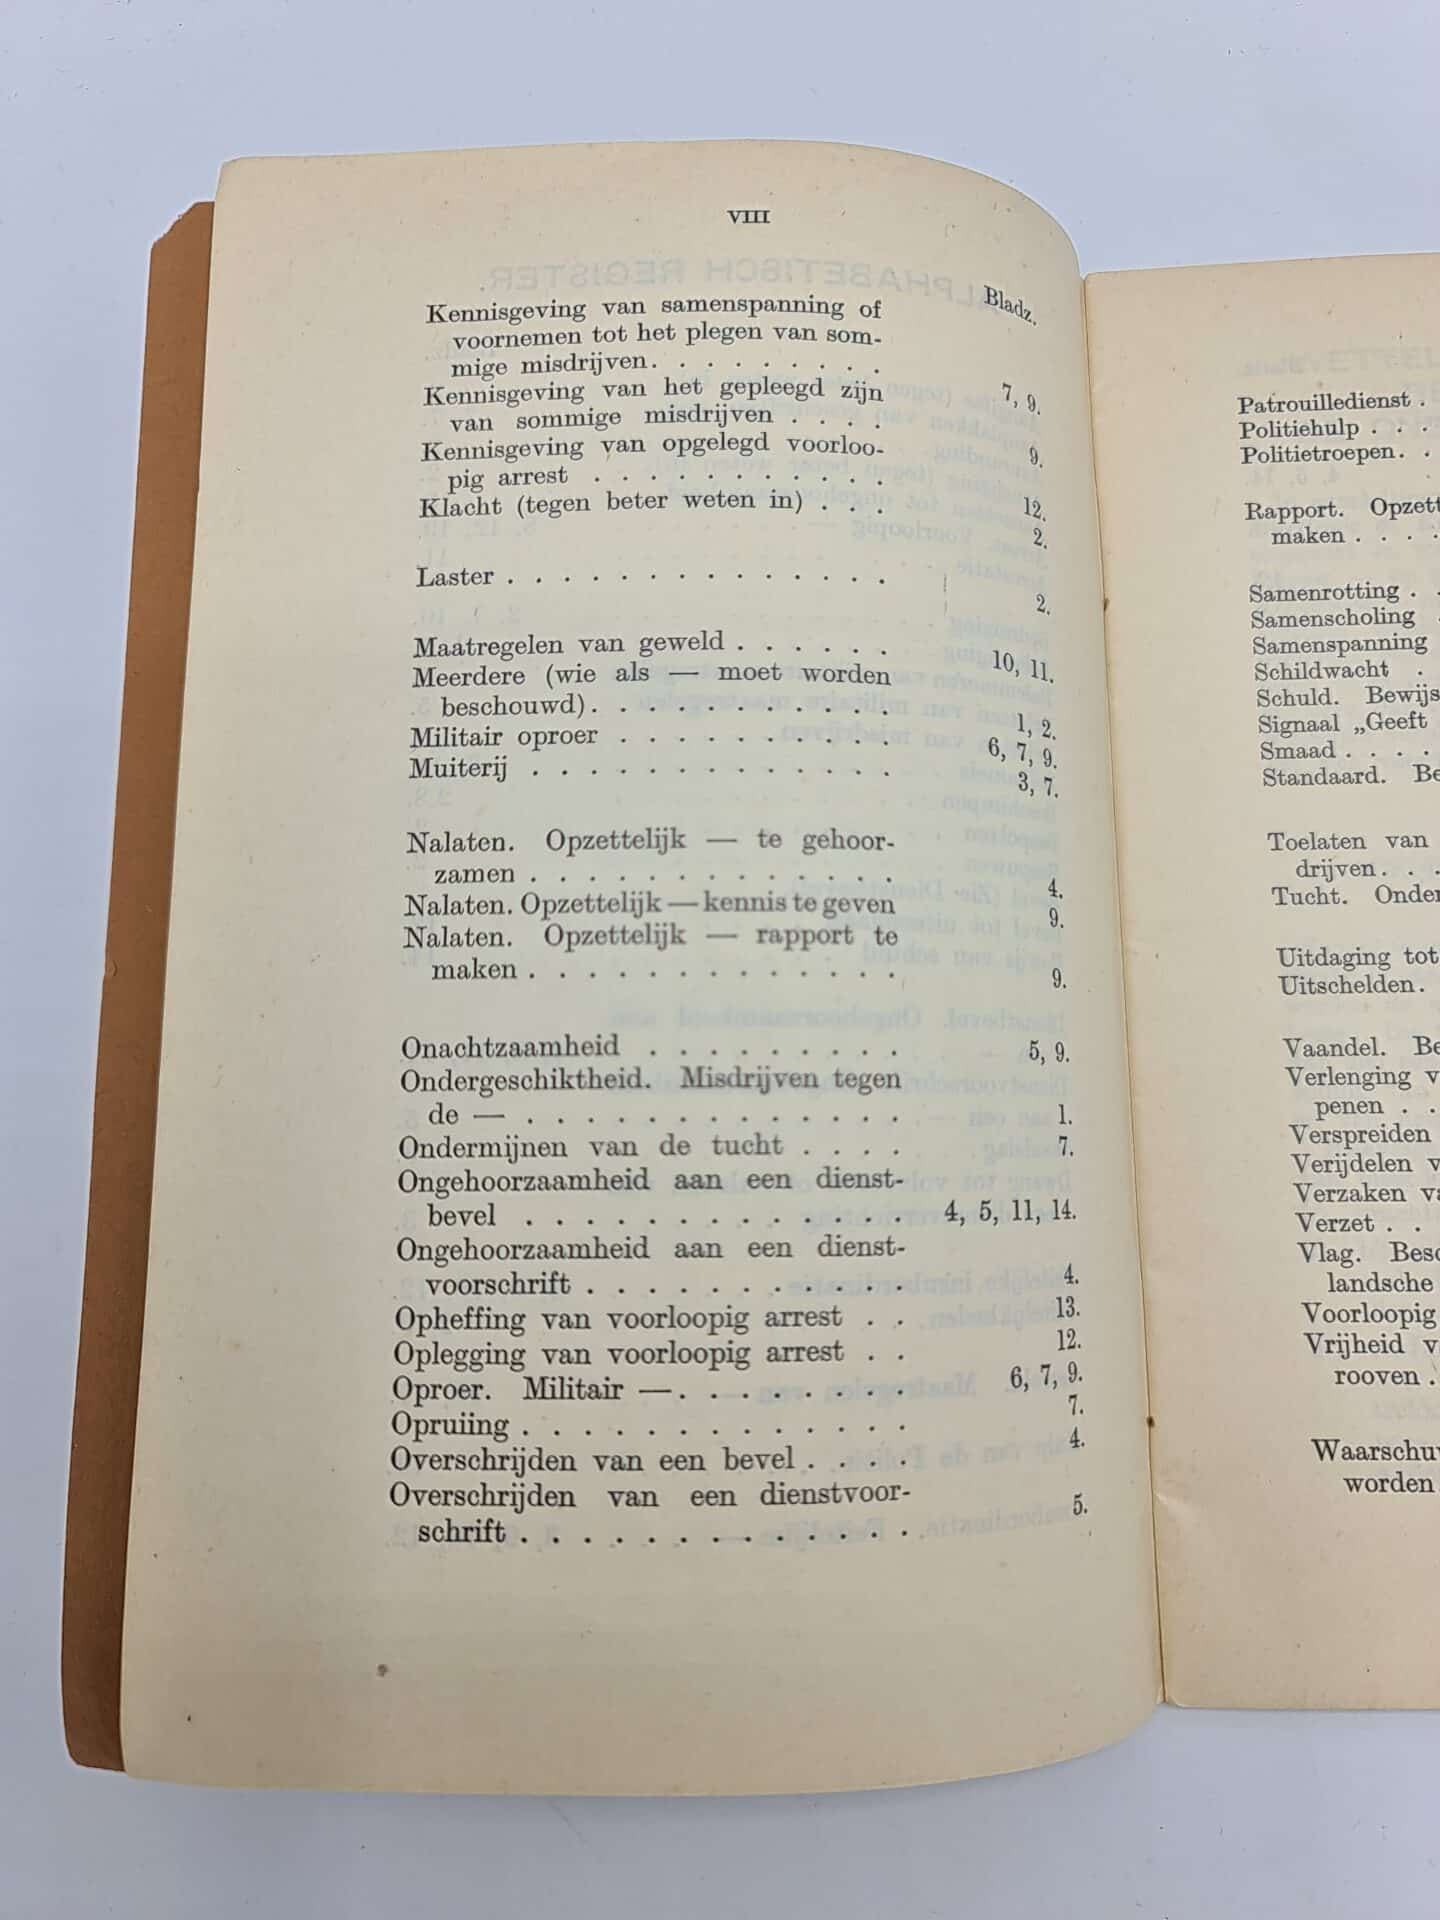 VIII
Bladz.
Kennisgeving van samenspanning of
voornemen tot het plegen van som-
mige misdrijven. . . . . . . . . 7, 9.
Kennisgeving van het gepleegd zijn
van sommige misdrijven . . . . 9.
Kennisgeving van opgelegd voorloo-
pig arrest . . . . . . . . . . . 12.
Klacht (tegen beter weten in) . . . 2.
Laster . . . . . . . . . . . . . . 2.
Maatregelen van geweld . . . . . . 10, 11.
Meerdere (wie als — moet worden
beschouwd). . . . . . . . . . . 1, 2.
Militair oproer . . . . . . . . . . 6, 7, 9.
Muiterij . . . . . . . . . . . . . 3, 7.
Nalaten. Opzettelijk — te gehoor-
zamen . . . . . . . . . . . . . 4.
Nalaten. Opzettelijk — kennis te geven 9.
Nalaten. Opzettelijk — rapport te
maken . . . . . . . . . . . . . 9.
Onachtzaamheid . . . . . . . . . 5, 9.
Ondergeschiktheid. Misdrijven tegen
de — . . . . . . . . . . . . . 1.
Ondermijnen van de tucht . . . . 7.
Ongehoorzaamheid aan een dienst-
bevel . . . . . . . . . . . . . 4, 5, 11, 14.
Ongehoorzaamheid aan een dienst-
voorschrift . . . . . . . . . . . 4.
Opheffing van voorloopig arrest . . 13.
Oplegging van voorloopig arrest . . 12.
Oproer. Militair —. . . . . . . . 6, 7, 9.
Opruiing . . . . . . . . . . . . . 7.
Overschrijden van een bevel . . . . 4.
Overschrijden van een dienstvoor-
schrift . . . . . . . . . . . . . 5.
Patrouilledienst .
Politiehulp . . .
Politietroepen. .
Rapport. Opzett
maken . . . .
Samenrotting . .
Samenscholing
Samenspanning
Schildwacht .
Schuld. Bewijs
Signaal „Geeft
Smaad . . . .
Standaard. Be
Toelaten van
drijven. . .
Tucht. Onder
Uitdaging tot
Uitschelden.
Vaandel. Be
Verlenging v
penen . .
Verspreiden
Verijdelen v
Verzaken va
Verzet . .
Vlag. Besc
landsche
Voorloopig
Vrijheid v
rooven .
Waarschuw
worden